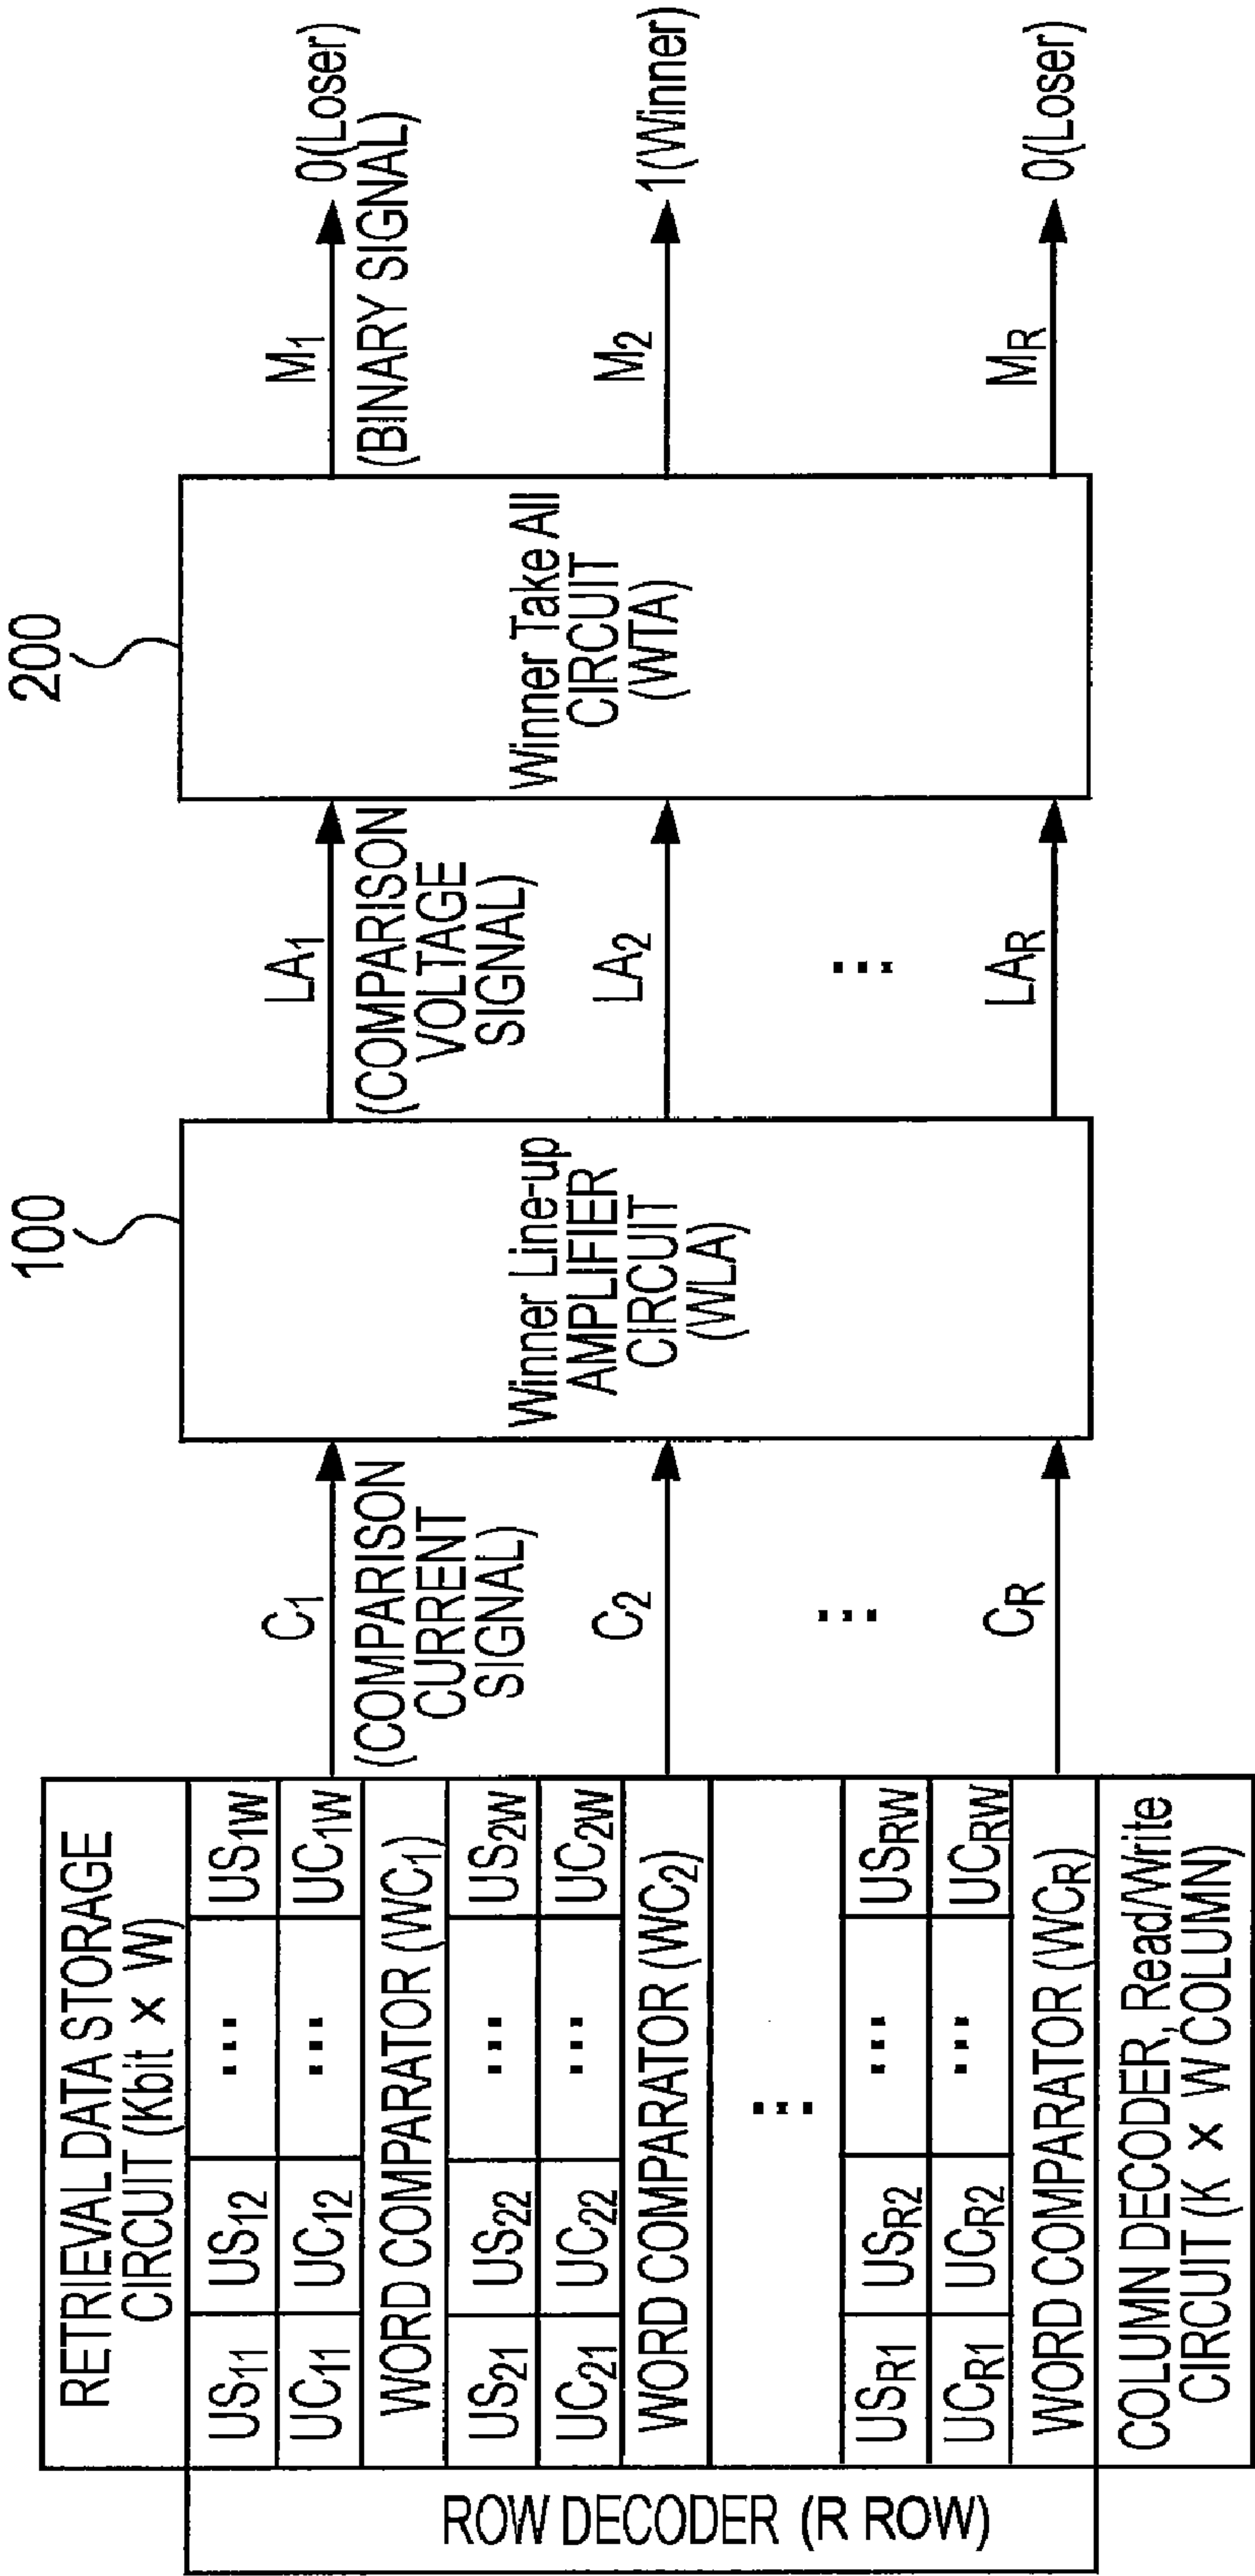 RETRIEVAL DATA STORAGE
CIRCUIT (Kbit × W)
US11 US12 ... US1W
UC11 UC12 ... UC1W
WORD COMPARATOR (WC1)
US21 US22 ... US2W
UC21 UC22 ... UC2W
WORD COMPARATOR (WC2)
...
USR1 USR2 ... USRW
UCR1 UCR2 ... UCRW
WORD COMPARATOR (WCR)
COLUMN DECODER, Read/Write
CIRCUIT (K × W COLUMN)
ROW DECODER (R ROW)
C1
(COMPARISON
CURRENT
SIGNAL)
C2
...
CR
100
Winner Line-up
AMPLIFIER
CIRCUIT
(WLA)
LA1
(COMPARISON
VOLTAGE
SIGNAL)
LA2
...
LAR
200
Winner Take All
CIRCUIT
(WTA)
M1
0(Loser)
(BINARY SIGNAL)
M2
1(Winner)
MR
0(Loser)